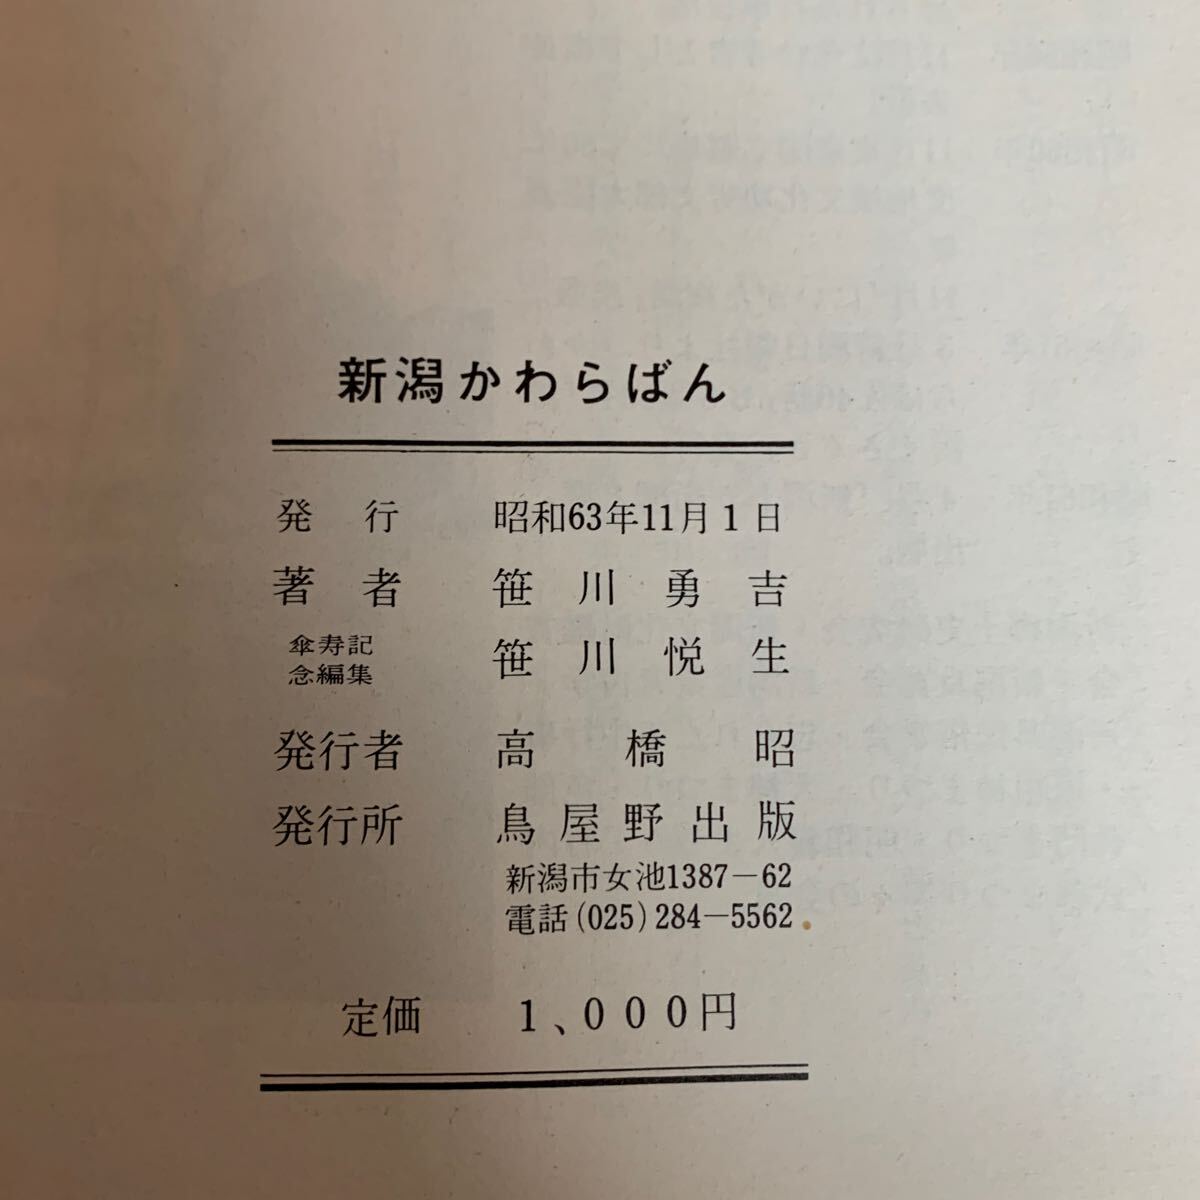 新潟かわらばん
発行 昭和63年11月1日
著者 笹川勇吉
傘寿記
念編集 笹川悦生
発行者 高橋昭
発行所 鳥屋野出版
新潟市女池1387−62
電話(025)284−5562
定価 1、000円